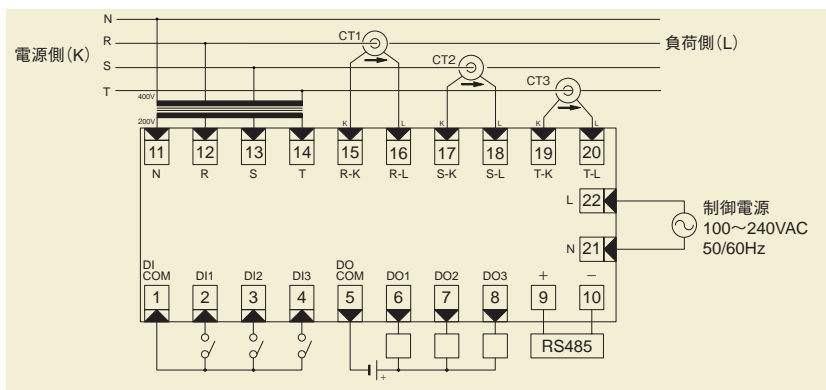 N
R
S
T
電源側(K)
負荷側(L)
CT1
CT2
CT3
400V
200V
K L K L K L
11 12 13 14 15 16 17 18 19 20
N R S T R-K R-L S-K S-L T-K T-L
L 22
N 21
制御電源
100～240VAC
50/60Hz
DI COM
DI1 DI2 DI3
DO COM
DO1 DO2 DO3 + −
1 2 3 4 5 6 7 8 9 10
+
RS485